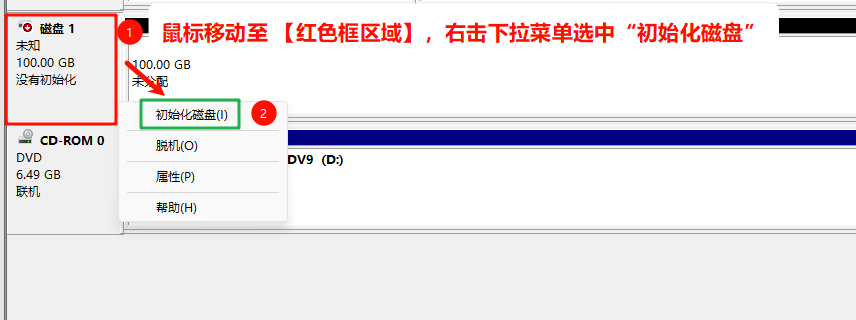 磁盘 1
未知
100.00 GB
没有初始化
1
鼠标移动至 【红色框区域】，右击下拉菜单选中“初始化磁盘”
100.00 GB
未分配
初始化磁盘(I)
2
脱机(O)
属性(P)
帮助(H)
CD-ROM 0
DVD
6.49 GB
联机
DV9 (D:)